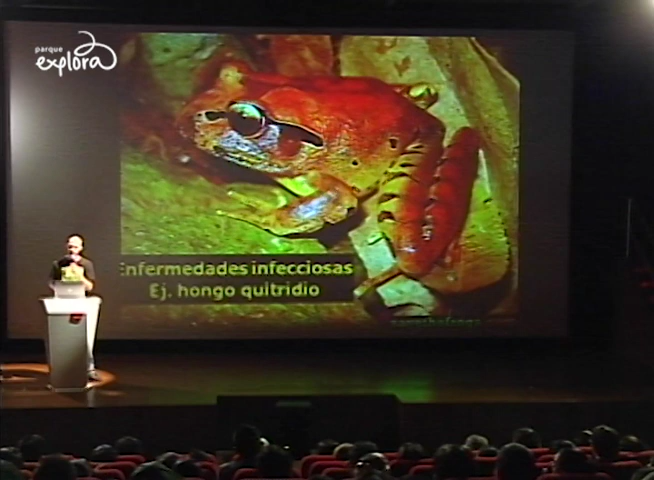 parque
explora
Enfermedades infecciosas
Ej. hongo quitridio